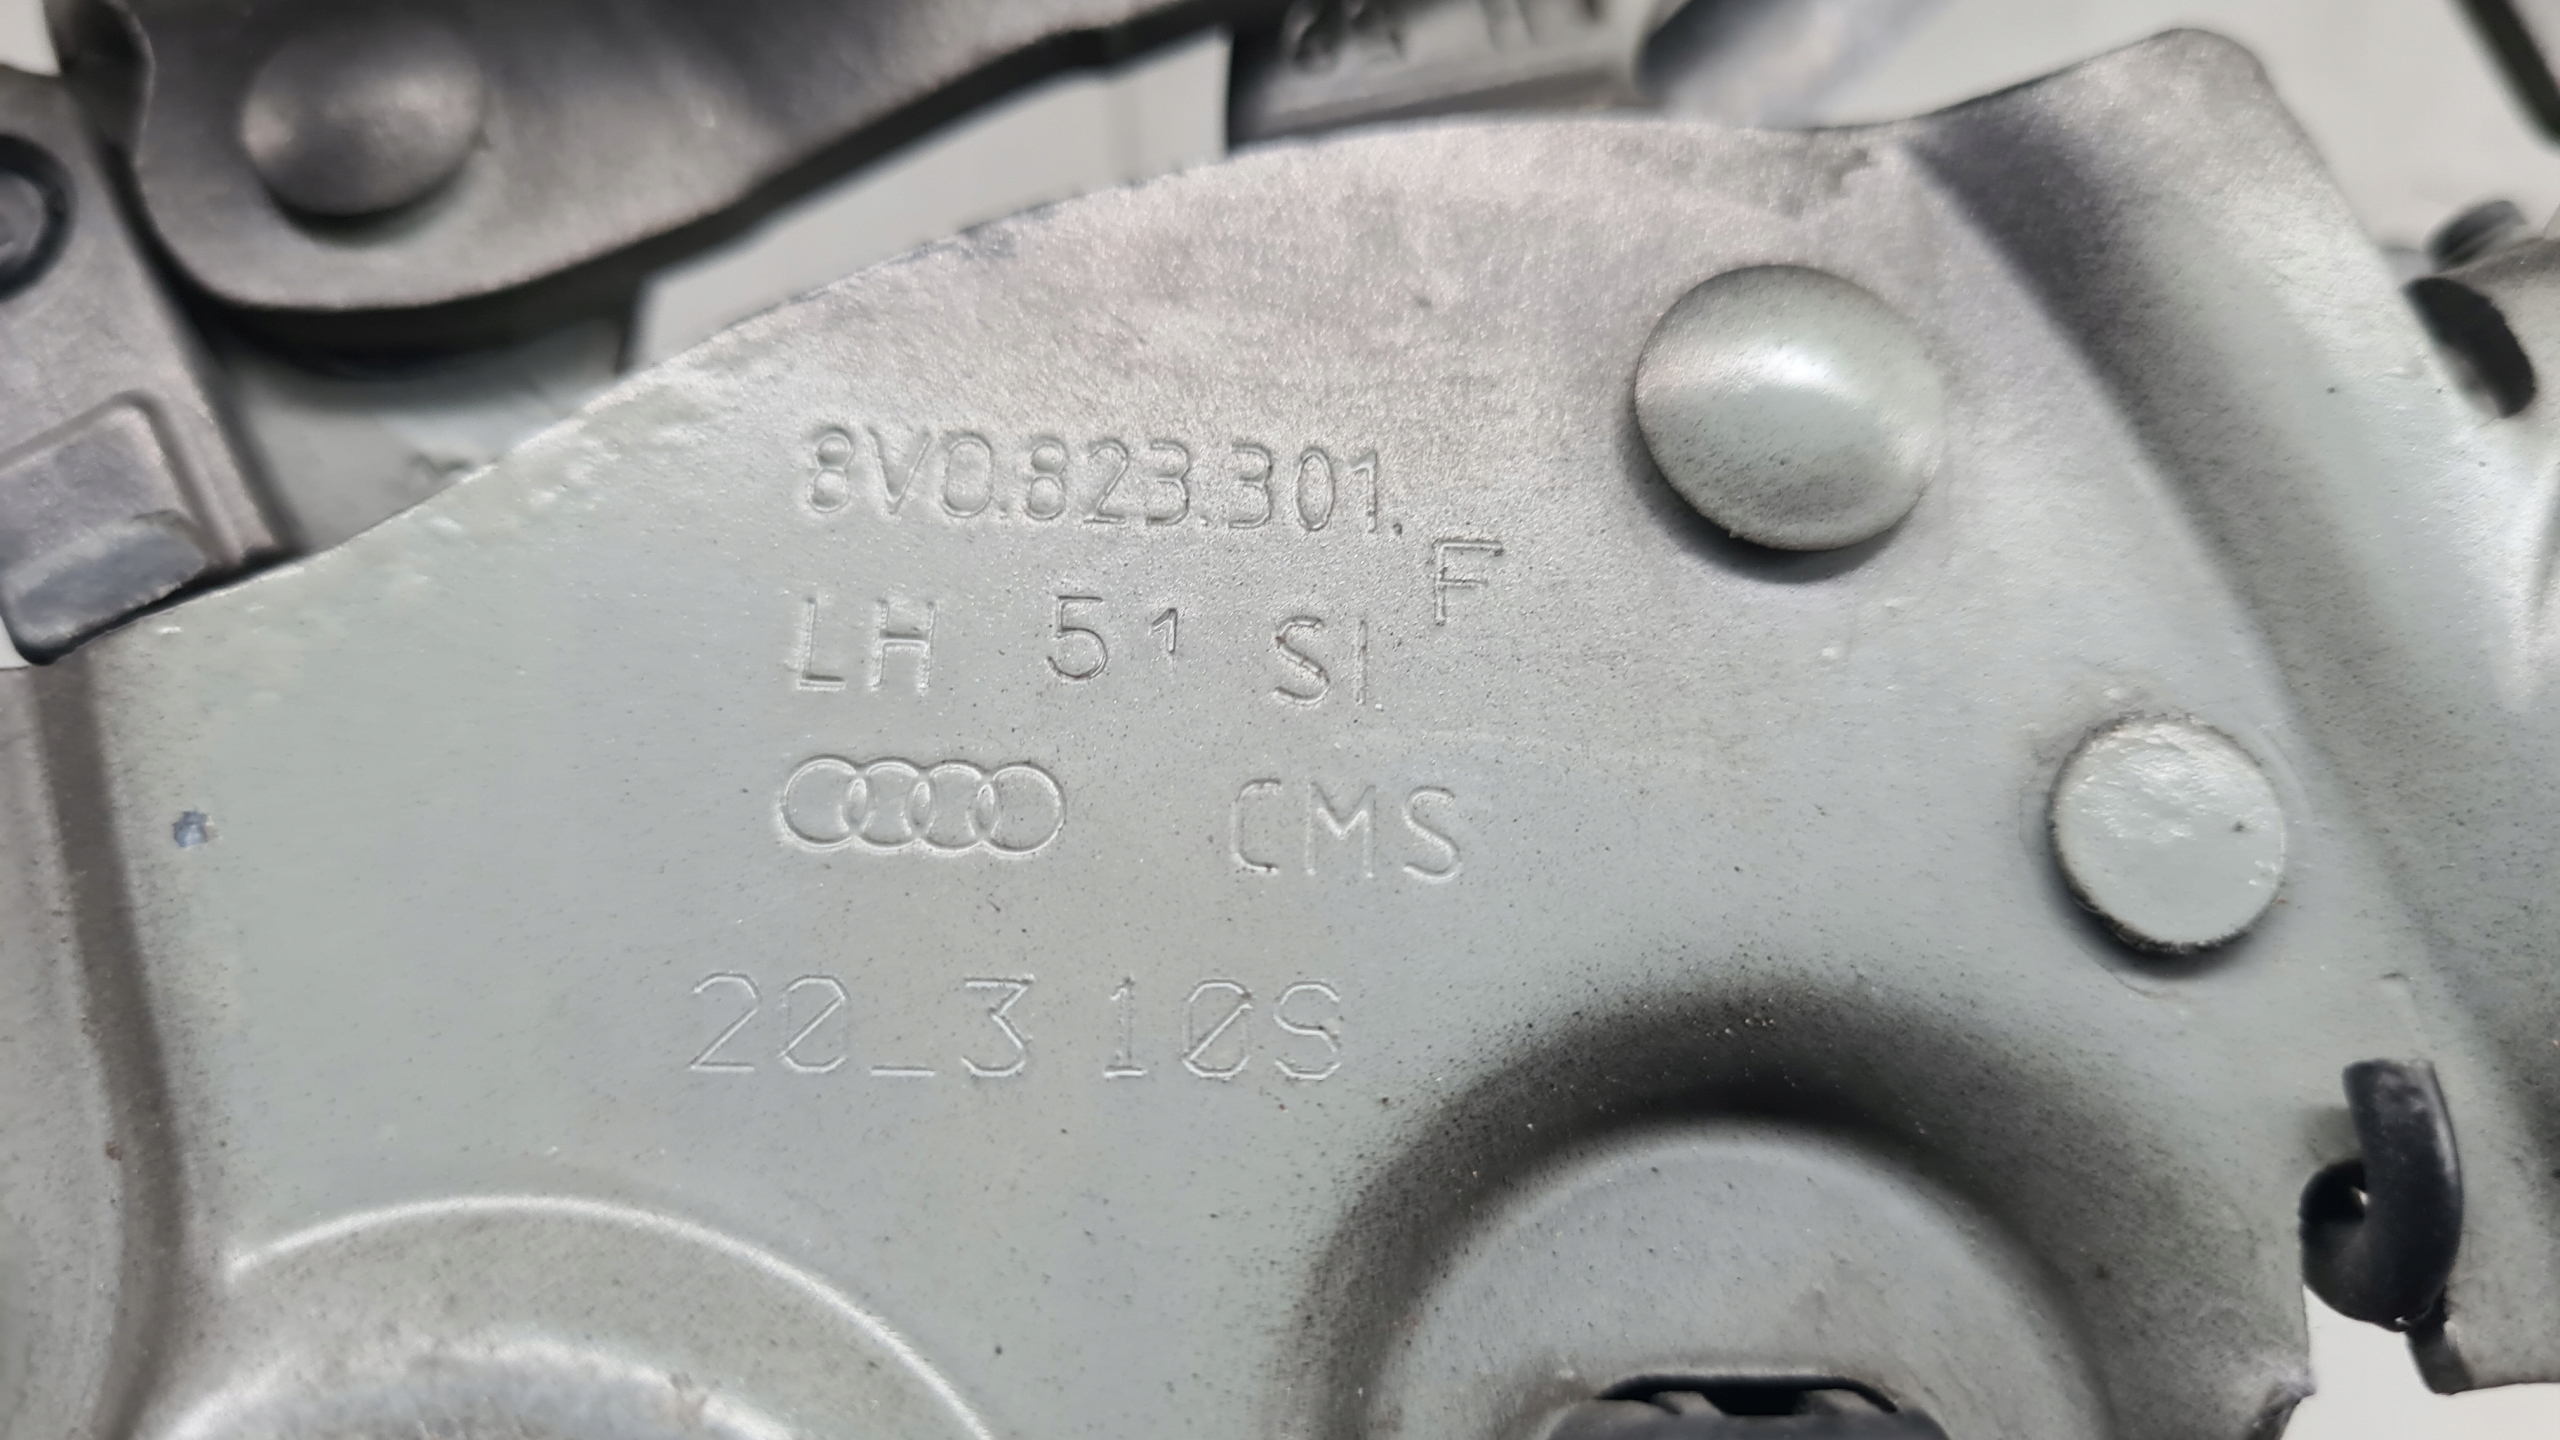 8V0.823.301.
F
LH 51 SI
CMS
20_3 10S